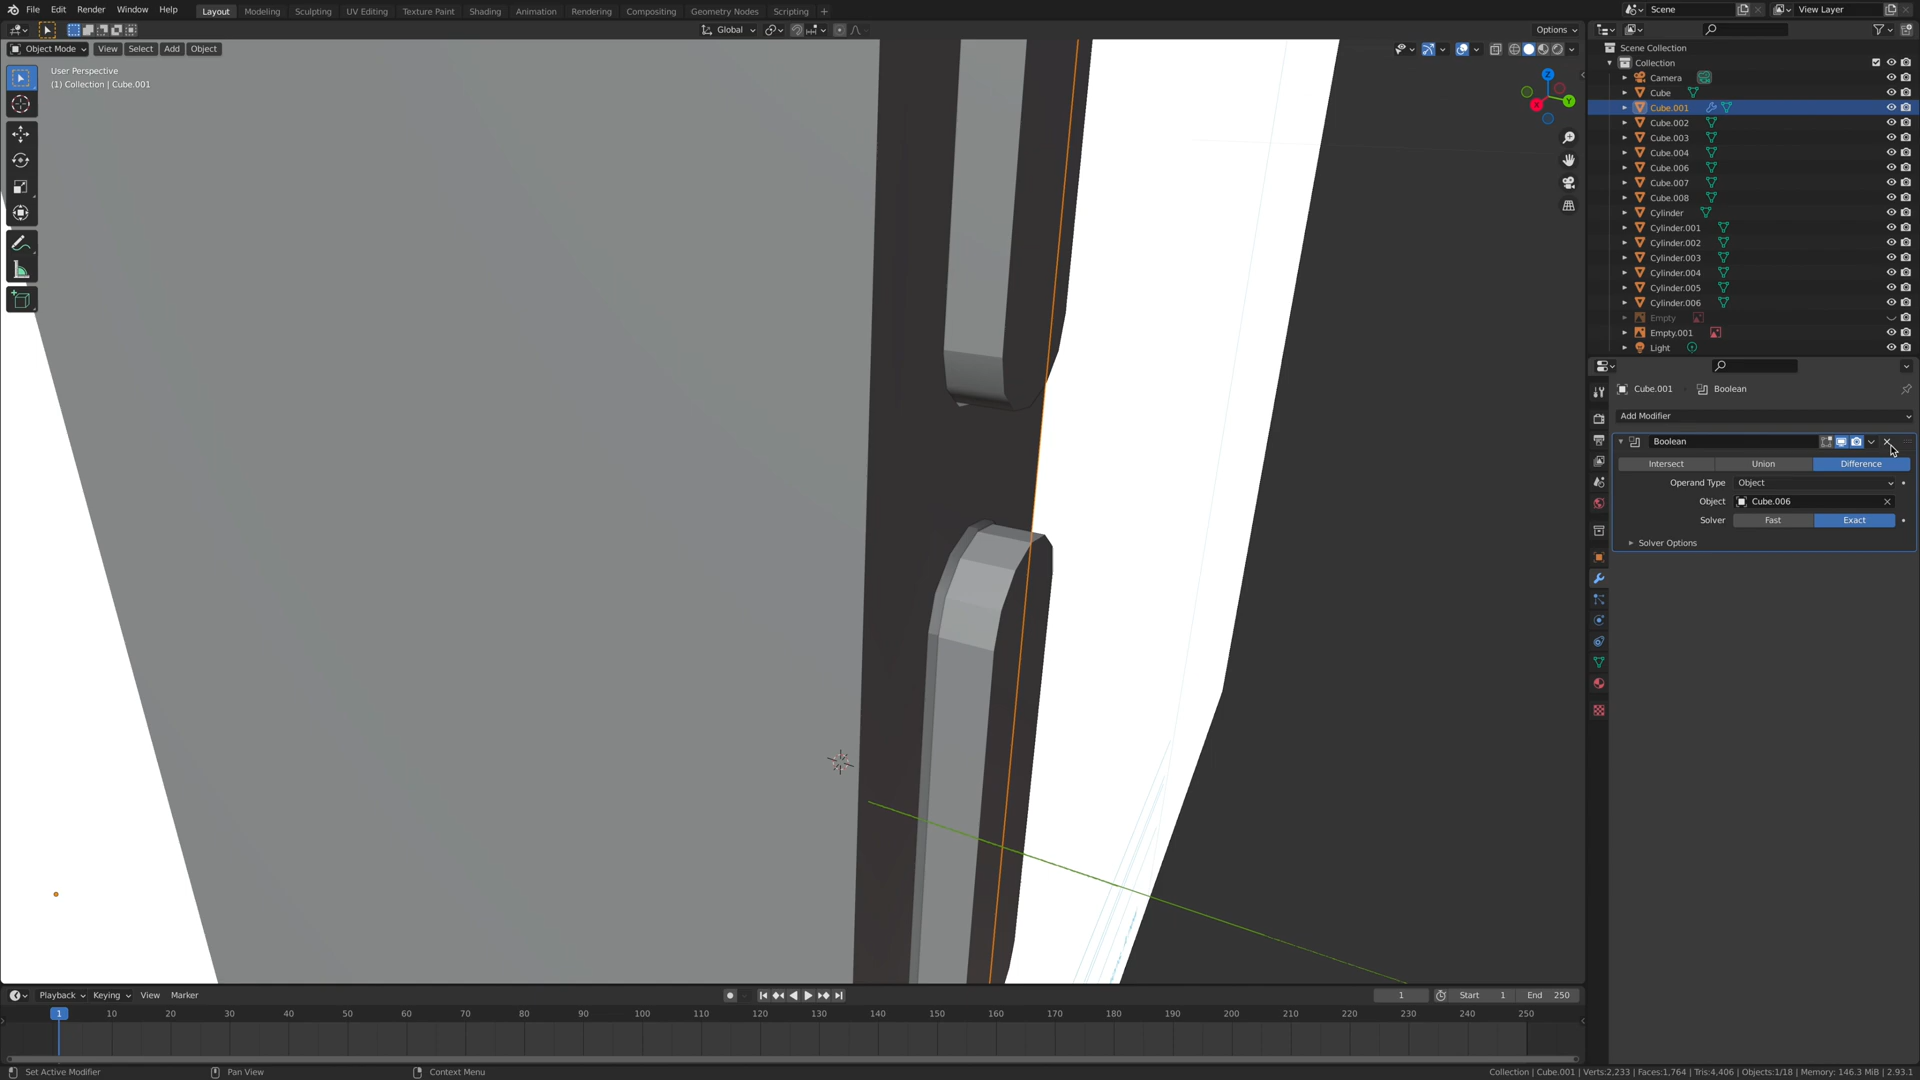 File Edit Render Window Help Layout Modeling Sculpting UV Editing Texture Paint Shading Animation Rendering Compositing Geometry Nodes Scripting + Scene View Layer
Global Options
Object Mode View Select Add Object
User Perspective
(1) Collection | Cube.001
Z
Y
X
Scene Collection
Collection
Camera
Cube
Cube.001
Cube.002
Cube.003
Cube.004
Cube.006
Cube.007
Cube.008
Cylinder
Cylinder.001
Cylinder.002
Cylinder.003
Cylinder.004
Cylinder.005
Cylinder.006
Empty
Empty.001
Light
Cube.001 Boolean
Add Modifier
Boolean
Intersect Union Difference
Operand Type Object
Object Cube.006
Solver Fast Exact
Solver Options
Playback Keying View Marker 1 Start 1 End 250
1 10 20 30 40 50 60 70 80 90 100 110 120 130 140 150 160 170 180 190 200 210 220 230 240 250
Set Active Modifier Pan View Context Menu Collection | Cube.001 | Verts:2,233 | Faces:1,764 | Tris:4,406 | Objects:1/18 | Memory: 146.3 MiB | 2.93.1